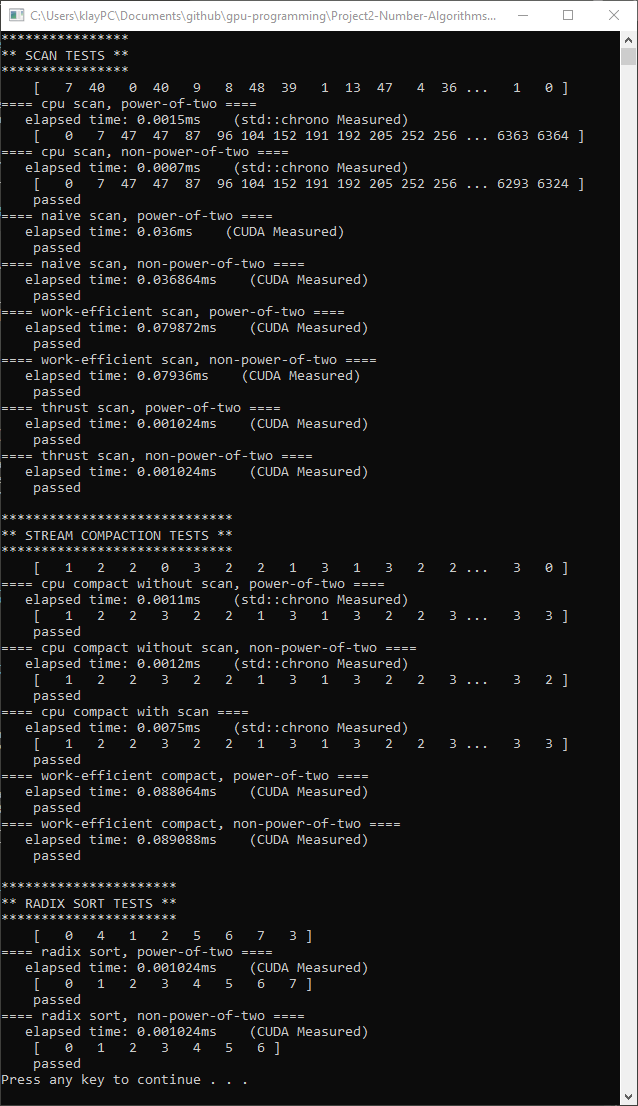 C:\Users\klayPC\Documents\github\gpu-programming\Project2-Number-Algorithms...
****************
** SCAN TESTS **
****************
    [   7  40   0  40   9   8  48  39   1  13  47   4  36 ...   1   0 ]
==== cpu scan, power-of-two ====
   elapsed time: 0.0015ms    (std::chrono Measured)
    [   0   7  47  47  87  96 104 152 191 192 205 252 256 ... 6363 6364 ]
==== cpu scan, non-power-of-two ====
   elapsed time: 0.0007ms    (std::chrono Measured)
    [   0   7  47  47  87  96 104 152 191 192 205 252 256 ... 6293 6324 ]
    passed
==== naive scan, power-of-two ====
   elapsed time: 0.036ms    (CUDA Measured)
    passed
==== naive scan, non-power-of-two ====
   elapsed time: 0.036864ms    (CUDA Measured)
    passed
==== work-efficient scan, power-of-two ====
   elapsed time: 0.079872ms    (CUDA Measured)
    passed
==== work-efficient scan, non-power-of-two ====
   elapsed time: 0.07936ms    (CUDA Measured)
    passed
==== thrust scan, power-of-two ====
   elapsed time: 0.001024ms    (CUDA Measured)
    passed
==== thrust scan, non-power-of-two ====
   elapsed time: 0.001024ms    (CUDA Measured)
    passed

*****************************
** STREAM COMPACTION TESTS **
*****************************
    [   1   2   2   0   3   2   2   1   3   1   3   2   2 ...   3   0 ]
==== cpu compact without scan, power-of-two ====
   elapsed time: 0.0011ms    (std::chrono Measured)
    [   1   2   2   3   2   2   1   3   1   3   2   2   3 ...   3   3 ]
    passed
==== cpu compact without scan, non-power-of-two ====
   elapsed time: 0.0012ms    (std::chrono Measured)
    [   1   2   2   3   2   2   1   3   1   3   2   2   3 ...   3   2 ]
    passed
==== cpu compact with scan ====
   elapsed time: 0.0075ms    (std::chrono Measured)
    [   1   2   2   3   2   2   1   3   1   3   2   2   3 ...   3   3 ]
    passed
==== work-efficient compact, power-of-two ====
   elapsed time: 0.088064ms    (CUDA Measured)
    passed
==== work-efficient compact, non-power-of-two ====
   elapsed time: 0.089088ms    (CUDA Measured)
    passed

**********************
** RADIX SORT TESTS **
**********************
    [   0   4   1   2   5   6   7   3 ]
==== radix sort, power-of-two ====
   elapsed time: 0.001024ms    (CUDA Measured)
    [   0   1   2   3   4   5   6   7 ]
    passed
==== radix sort, non-power-of-two ====
   elapsed time: 0.001024ms    (CUDA Measured)
    [   0   1   2   3   4   5   6 ]
    passed
Press any key to continue . . .